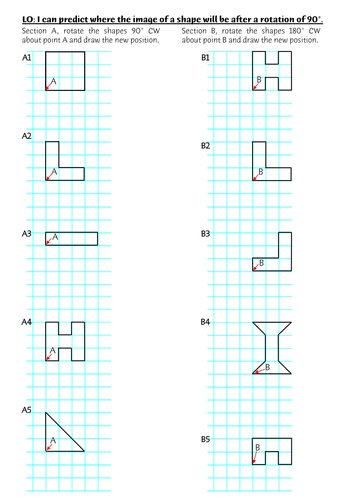 LO: I can predict where the image of a shape will be after a rotation of 90°.
Section A, rotate the shapes 90° CW
about point A and draw the new position.
Section B, rotate the shapes 180° CW
about point B and draw the new position.
A1
A
A2
A
A3
A
A4
A
A5
A
B1
B
B2
B
B3
B
B4
B
B5
B